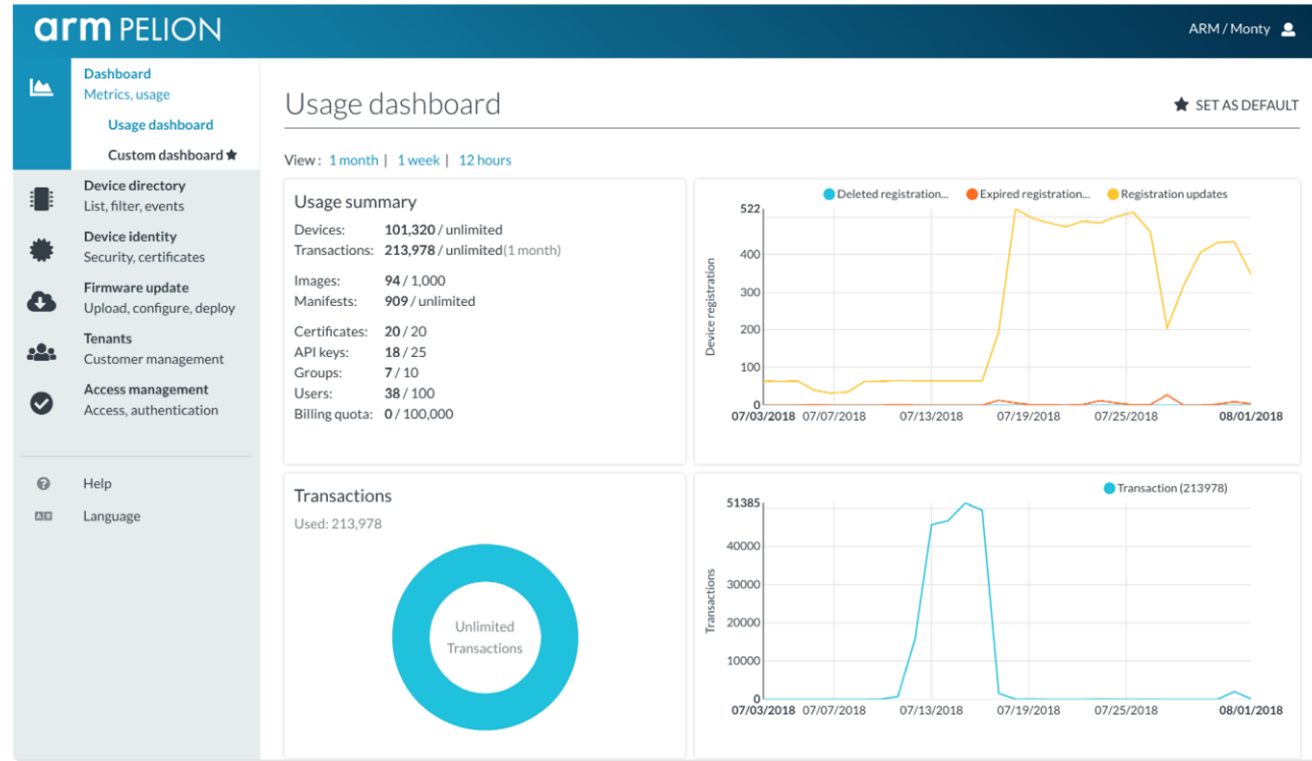 arm PELION
ARM / Monty
Dashboard
Metrics, usage
Usage dashboard
Custom dashboard ★
Device directory
List, filter, events
Device identity
Security, certificates
Firmware update
Upload, configure, deploy
Tenants
Customer management
Access management
Access, authentication
Help
Language
Usage dashboard
★ SET AS DEFAULT
View : 1 month | 1 week | 12 hours
Usage summary
Devices: 101,320 / unlimited
Transactions: 213,978 / unlimited(1 month)
Images: 94 / 1,000
Manifests: 909 / unlimited
Certificates: 20 / 20
API keys: 18 / 25
Groups: 7 / 10
Users: 38 / 100
Billing quota: 0 / 100,000
Deleted registration... Expired registration... Registration updates
Device registration
522
400
300
200
100
0
07/03/2018 07/07/2018 07/13/2018 07/19/2018 07/25/2018 08/01/2018
Transactions
Used: 213,978
Unlimited
Transactions
Transaction (213978)
Transactions
51385
40000
30000
20000
10000
0
07/03/2018 07/07/2018 07/13/2018 07/19/2018 07/25/2018 08/01/2018